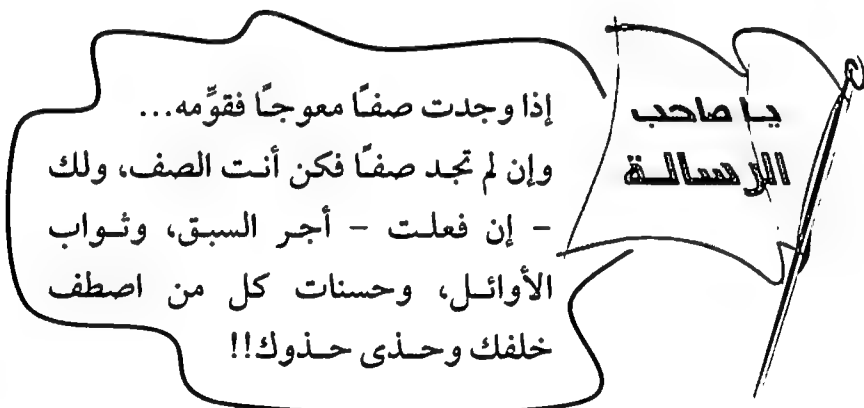 يا صاحب
الرسالة
إذا وجدت صفًا معوجًا فقوِّمه...
وإن لم تجد صفًا فكن أنت الصف، ولك
- إن فعلت - أجر السبق، وثواب
الأوائل، وحسنات كل من اصطف
خلفك وحذى حذوك!!